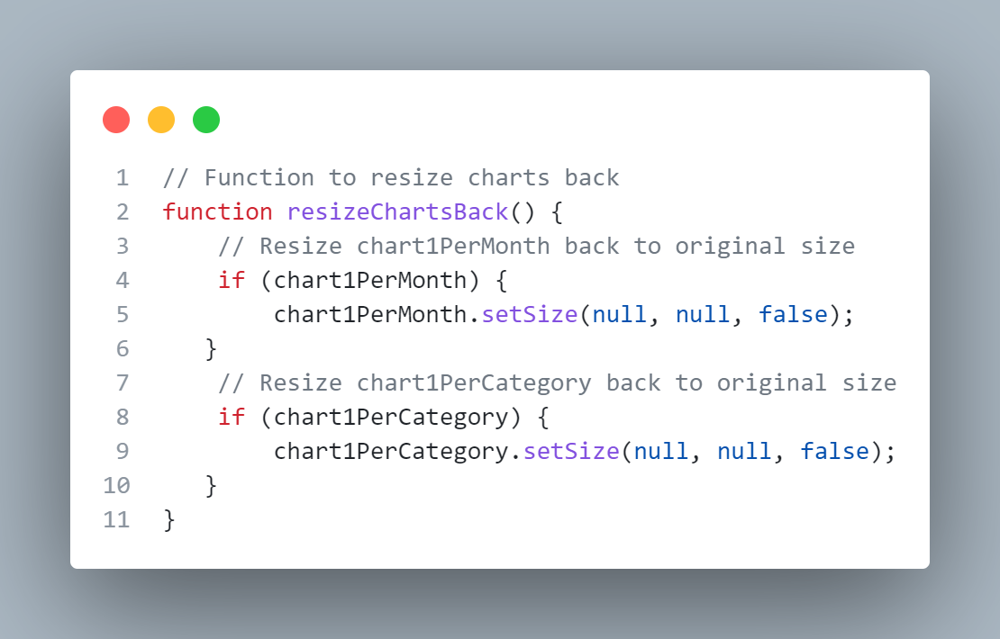 1 // Function to resize charts back
2 function resizeChartsBack() {
3     // Resize chart1PerMonth back to original size
4     if (chart1PerMonth) {
5         chart1PerMonth.setSize(null, null, false);
6    }
7     // Resize chart1PerCategory back to original size
8     if (chart1PerCategory) {
9         chart1PerCategory.setSize(null, null, false);
10    }
11 }